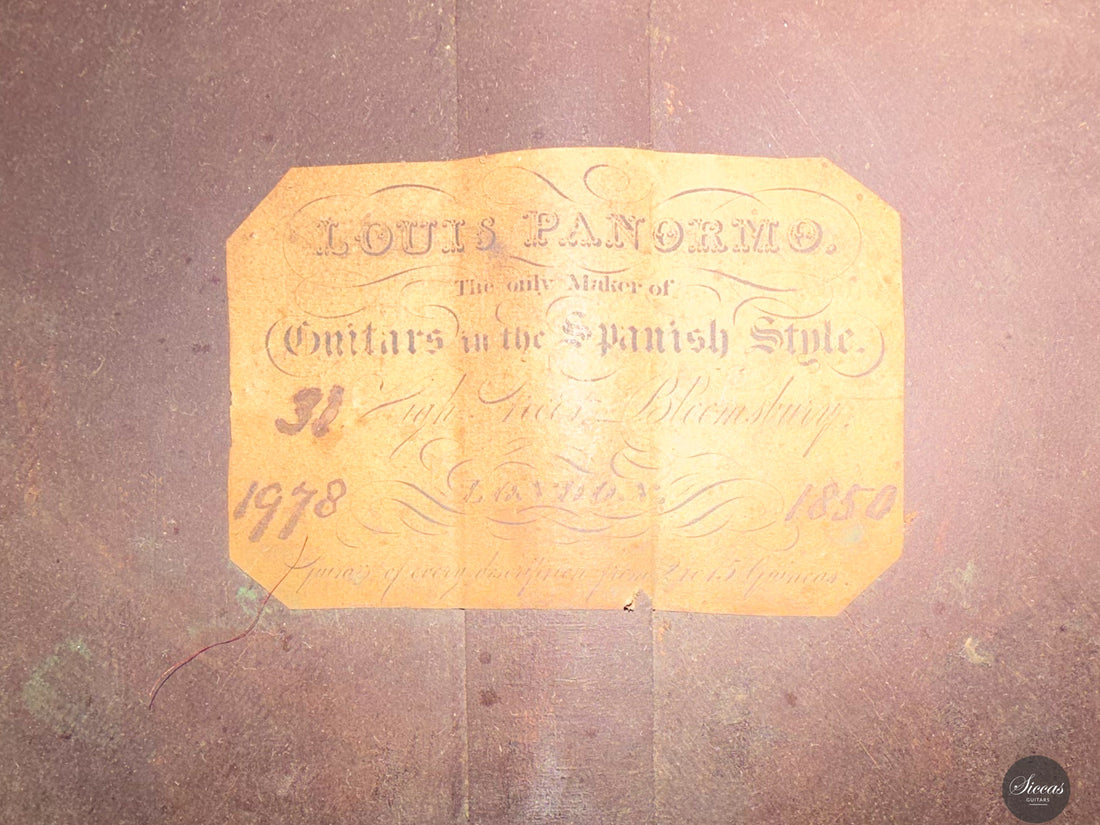 LOUIS PANORMO.
The only Maker of
Guitars in the Spanish Style.
31. High Street Bloomsbury.
LONDON.
1978 1850
Guitars of every description from 2 to 15 Guineas.
Siccas
GUITARS